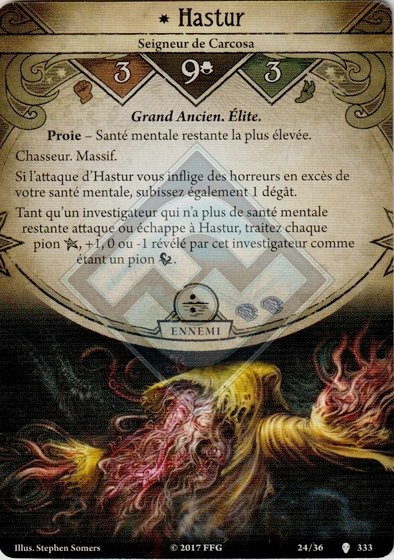 Hastur
Seigneur de Carcosa
3 9 3
Grand Ancien. Élite.
Proie – Santé mentale restante la plus élevée.
Chasseur. Massif.
Si l'attaque d'Hastur vous inflige des horreurs en excès de
votre santé mentale, subissez également 1 dégât.
Tant qu'un investigateur qui n'a plus de santé mentale
restante attaque ou échappe à Hastur, traitez chaque
pion , +1, 0 ou -1 révélé par cet investigateur comme
étant un pion .
ENNEMI
Illus. Stephen Somers © 2017 FFG 24/36 333